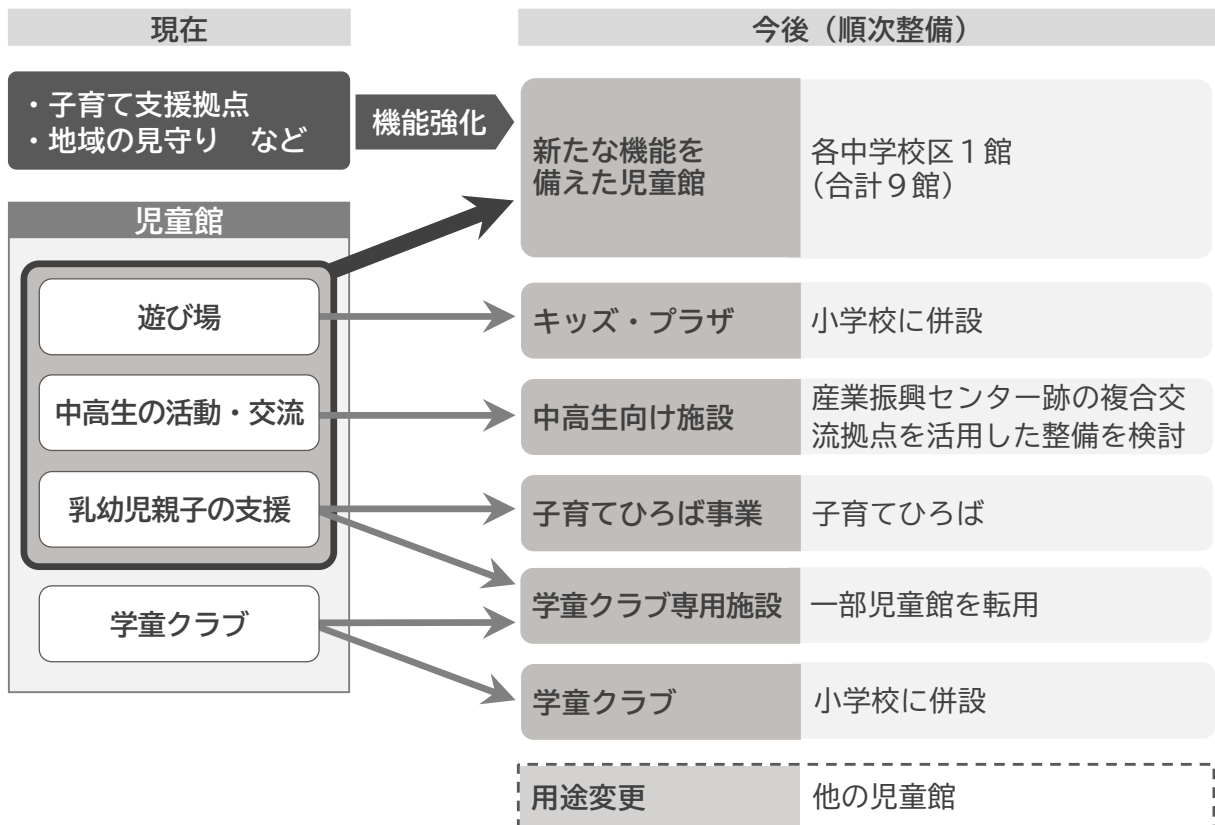 現在
今後（順次整備）
・子育て支援拠点
・地域の見守り　など
機能強化
新たな機能を
備えた児童館
各中学校区１館
（合計９館）
児童館
遊び場
キッズ・プラザ
小学校に併設
中高生の活動・交流
中高生向け施設
産業振興センター跡の複合交
流拠点を活用した整備を検討
乳幼児親子の支援
子育てひろば事業
子育てひろば
学童クラブ専用施設
一部児童館を転用
学童クラブ
学童クラブ
小学校に併設
用途変更
他の児童館